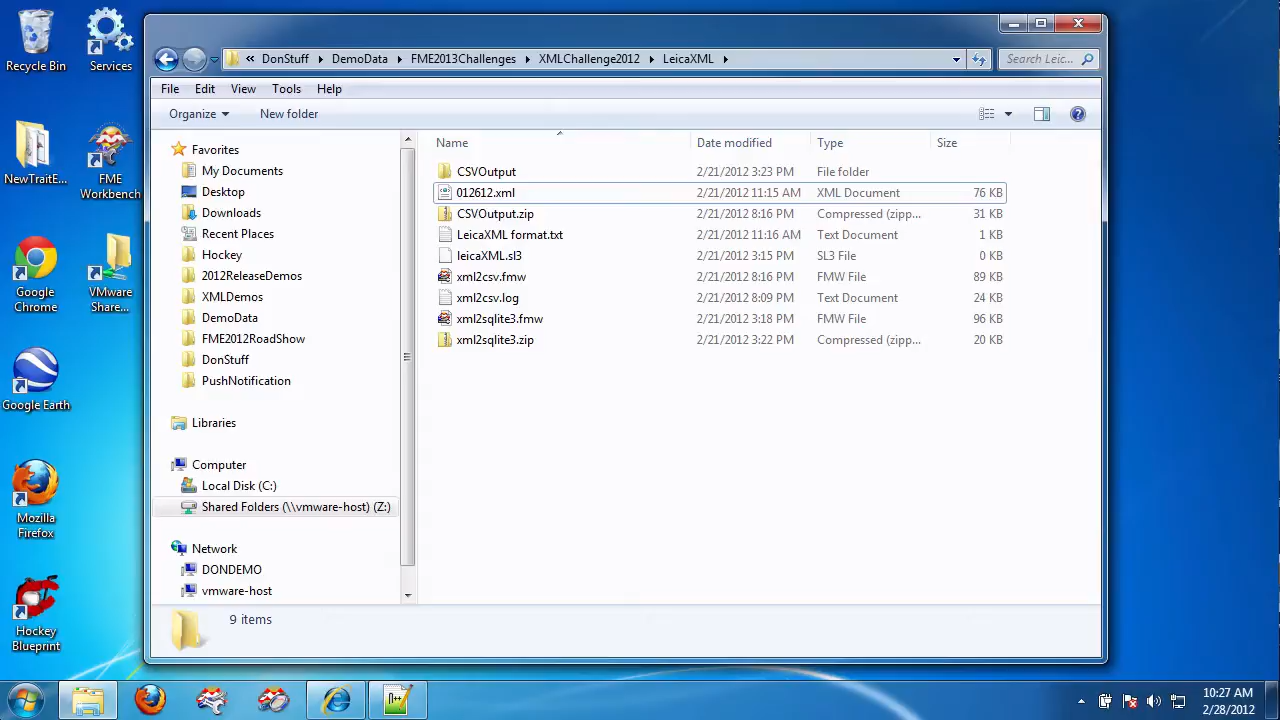 Recycle Bin
Services
NewTraitE...
FME
Workbench
Google
Chrome
VMware
Share...
Google Earth
Mozilla
Firefox
Hockey
Blueprint
« DonStuff DemoData FME2013Challenges XMLChallenge2012 LeicaXML
Search Leic...
File Edit View Tools Help
Organize New folder
Favorites
My Documents
Desktop
Downloads
Recent Places
Hockey
2012ReleaseDemos
XMLDemos
DemoData
FME2012RoadShow
DonStuff
PushNotification
Libraries
Computer
Local Disk (C:)
Shared Folders (\\vmware-host) (Z:)
Network
DONDEMO
vmware-host
Name Date modified Type Size
CSVOutput 2/21/2012 3:23 PM File folder
012612.xml 2/21/2012 11:15 AM XML Document 76 KB
CSVOutput.zip 2/21/2012 8:16 PM Compressed (zipp... 31 KB
LeicaXML format.txt 2/21/2012 11:16 AM Text Document 1 KB
leicaXML.sl3 2/21/2012 3:15 PM SL3 File 0 KB
xml2csv.fmw 2/21/2012 8:16 PM FMW File 89 KB
xml2csv.log 2/21/2012 8:09 PM Text Document 24 KB
xml2sqlite3.fmw 2/21/2012 3:18 PM FMW File 96 KB
xml2sqlite3.zip 2/21/2012 3:22 PM Compressed (zipp... 20 KB
9 items
10:27 AM
2/28/2012